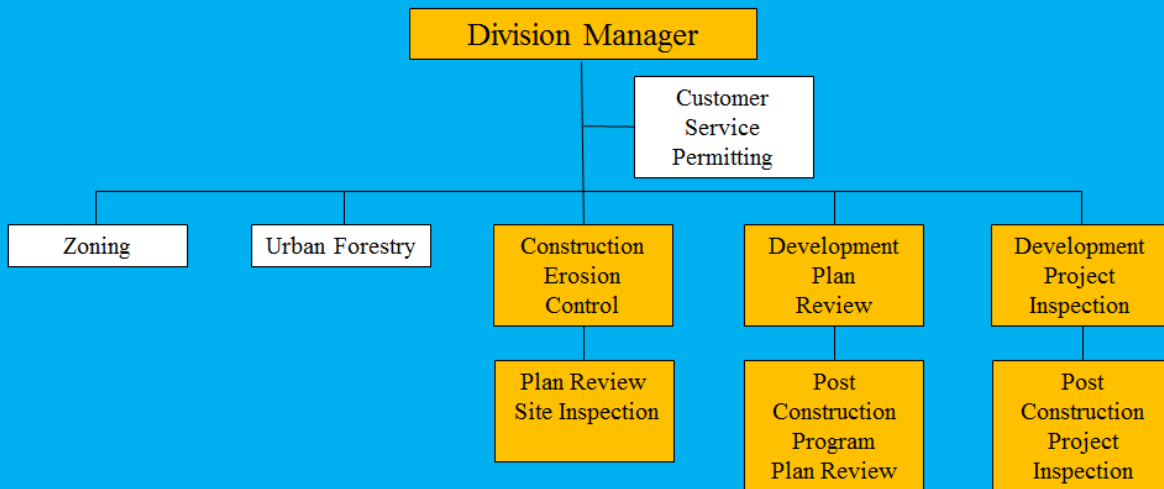 Division Manager
Customer
Service
Permitting
Zoning
Urban Forestry
Construction
Erosion
Control
Development
Plan
Review
Development
Project
Inspection
Plan Review
Site Inspection
Post
Construction
Program
Plan Review
Post
Construction
Project
Inspection